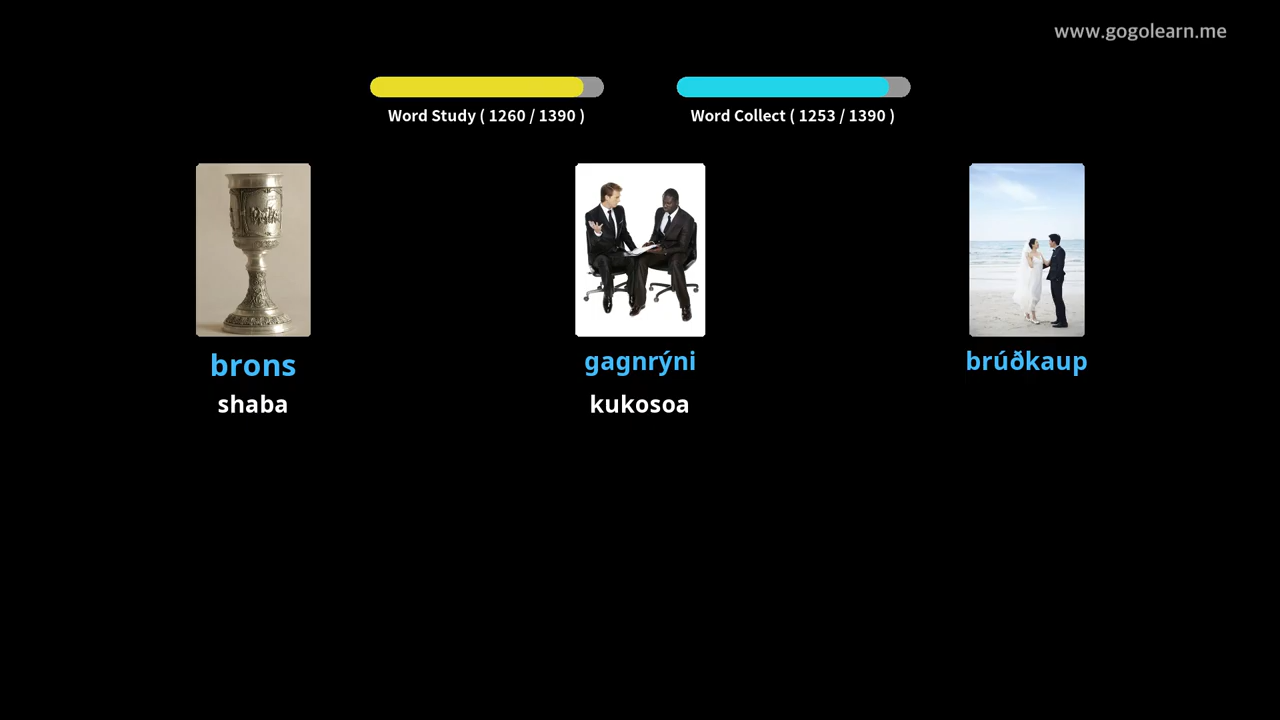 www.gogolearn.me
Word Study ( 1260 / 1390 )
Word Collect ( 1253 / 1390 )
brons
gagnrýni
brúðkaup
shaba
kukosoa